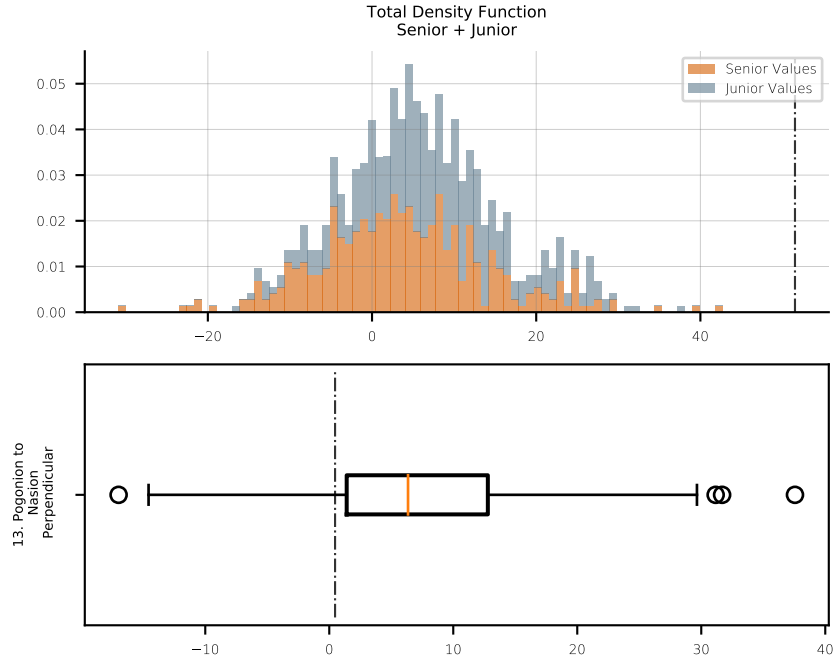 Total Density Function
Senior + Junior
Senior Values
Junior Values
0.05
0.04
0.03
0.02
0.01
0.00
−20
0
20
40
13. Pogonion to
Nasion
Perpendicular
−10
0
10
20
30
40